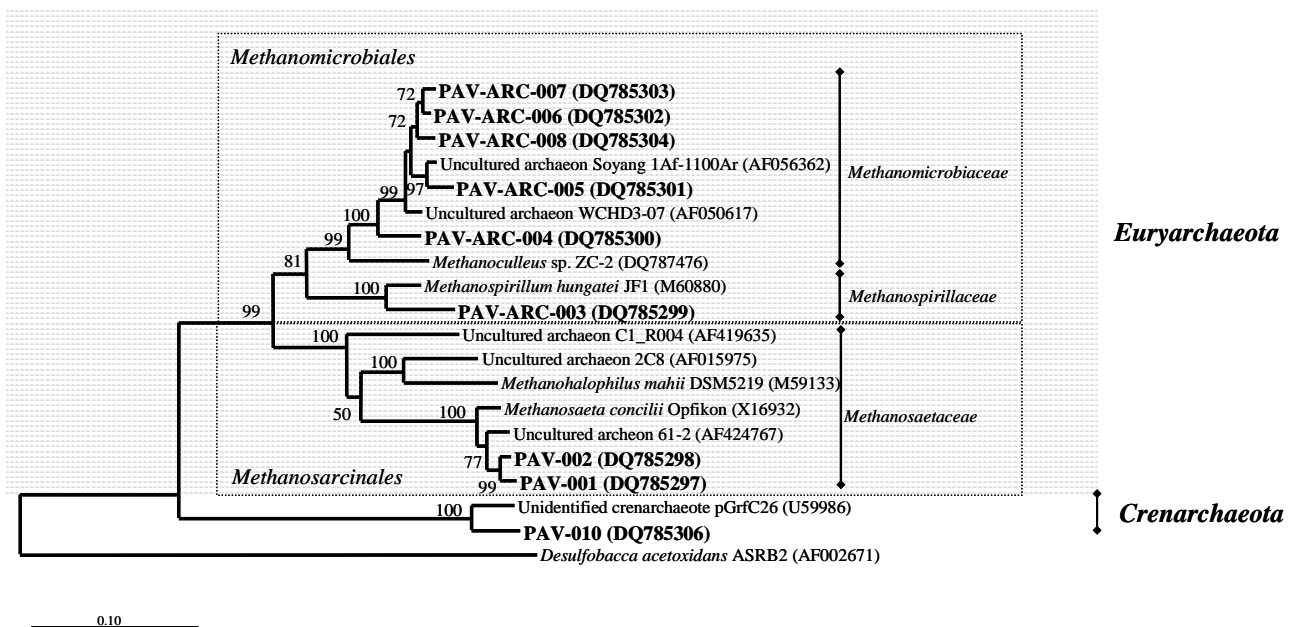 Methanomicrobiales
72
PAV-ARC-007 (DQ785303)
PAV-ARC-006 (DQ785302)
72
PAV-ARC-008 (DQ785304)
Uncultured archaeon Soyang 1Af-1100Ar (AF056362)
Methanomicrobiaceae
97
PAV-ARC-005 (DQ785301)
99
Uncultured archaeon WCHD3-07 (AF050617)
100
PAV-ARC-004 (DQ785300)
Euryarchaeota
99
Methanoculleus sp. ZC-2 (DQ787476)
81
Methanospirillum hungatei JF1 (M60880)
100
Methanospirillaceae
PAV-ARC-003 (DQ785299)
99
100
Uncultured archaeon C1_R004 (AF419635)
Uncultured archaeon 2C8 (AF015975)
100
Methanohalophilus mahii DSM5219 (M59133)
50
100
Methanosaeta concilii Opfikon (X16932)
Methanosaetaceae
Uncultured archeon 61-2 (AF424767)
77
PAV-002 (DQ785298)
Methanosarcinales
99
PAV-001 (DQ785297)
100
Unidentified crenarchaeote pGrfC26 (U59986)
Crenarchaeota
PAV-010 (DQ785306)
Desulfobacca acetoxidans ASRB2 (AF002671)
0.10